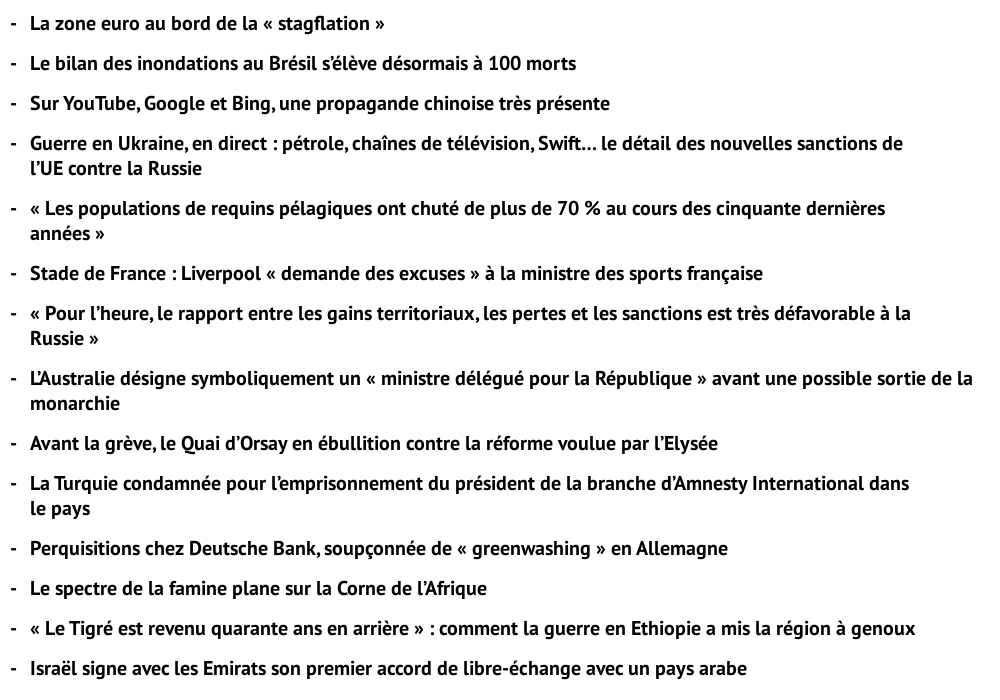 - La zone euro au bord de la « stagflation »
- Le bilan des inondations au Brésil s’élève désormais à 100 morts
- Sur YouTube, Google et Bing, une propagande chinoise très présente
- Guerre en Ukraine, en direct : pétrole, chaînes de télévision, Swift… le détail des nouvelles sanctions de
l’UE contre la Russie
- « Les populations de requins pélagiques ont chuté de plus de 70 % au cours des cinquante dernières
années »
- Stade de France : Liverpool « demande des excuses » à la ministre des sports française
- « Pour l’heure, le rapport entre les gains territoriaux, les pertes et les sanctions est très défavorable à la
Russie »
- L’Australie désigne symboliquement un « ministre délégué pour la République » avant une possible sortie de la
monarchie
- Avant la grève, le Quai d’Orsay en ébullition contre la réforme voulue par l’Elysée
- La Turquie condamnée pour l’emprisonnement du président de la branche d’Amnesty International dans
le pays
- Perquisitions chez Deutsche Bank, soupçonnée de « greenwashing » en Allemagne
- Le spectre de la famine plane sur la Corne de l’Afrique
- « Le Tigré est revenu quarante ans en arrière » : comment la guerre en Ethiopie a mis la région à genoux
- Israël signe avec les Emirats son premier accord de libre-échange avec un pays arabe